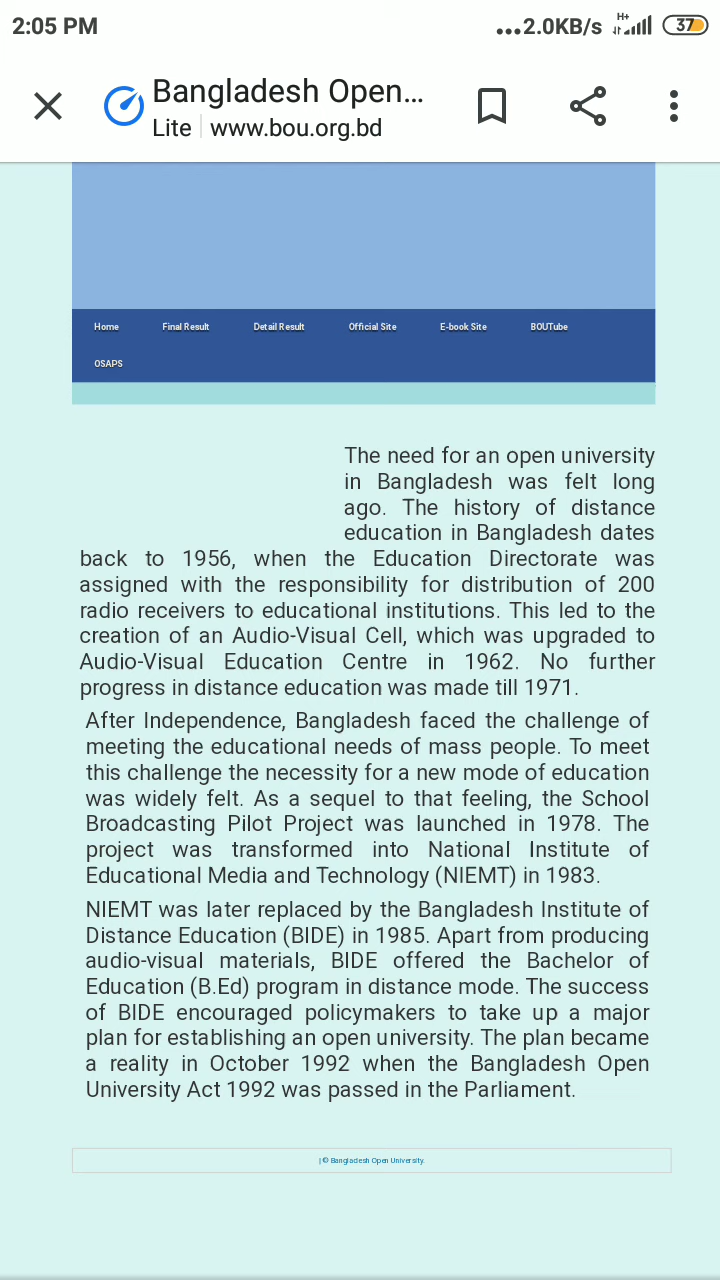 2:05 PM
...2.0KB/s H+ 37
Bangladesh Open...
Lite www.bou.org.bd
Home Final Result Detail Result Official Site E-book Site BOUTube
OSAPS
The need for an open university
in Bangladesh was felt long
ago. The history of distance
education in Bangladesh dates
back to 1956, when the Education Directorate was
assigned with the responsibility for distribution of 200
radio receivers to educational institutions. This led to the
creation of an Audio-Visual Cell, which was upgraded to
Audio-Visual Education Centre in 1962. No further
progress in distance education was made till 1971.
After Independence, Bangladesh faced the challenge of
meeting the educational needs of mass people. To meet
this challenge the necessity for a new mode of education
was widely felt. As a sequel to that feeling, the School
Broadcasting Pilot Project was launched in 1978. The
project was transformed into National Institute of
Educational Media and Technology (NIEMT) in 1983.
NIEMT was later replaced by the Bangladesh Institute of
Distance Education (BIDE) in 1985. Apart from producing
audio-visual materials, BIDE offered the Bachelor of
Education (B.Ed) program in distance mode. The success
of BIDE encouraged policymakers to take up a major
plan for establishing an open university. The plan became
a reality in October 1992 when the Bangladesh Open
University Act 1992 was passed in the Parliament.
| © Bangladesh Open University.